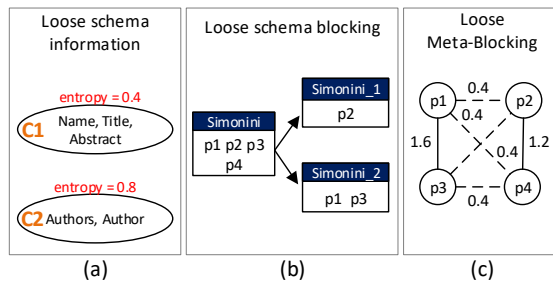 Loose schema
information
entropy = 0.4
C1
Name, Title,
Abstract
entropy = 0.8
C2
Authors, Author
(a)
Loose schema blocking
Simonini
p1 p2 p3
p4
Simonini_1
p2
Simonini_2
p1 p3
(b)
Loose
Meta-Blocking
p1
0.4
p2
0.4
1.6
1.2
0.4
p3
0.4
p4
(c)